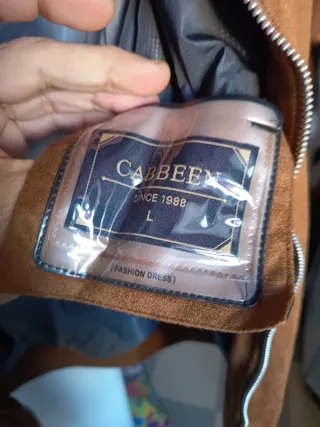 CABBEEN
SINCE 1988
L
(FASHION DRESS)